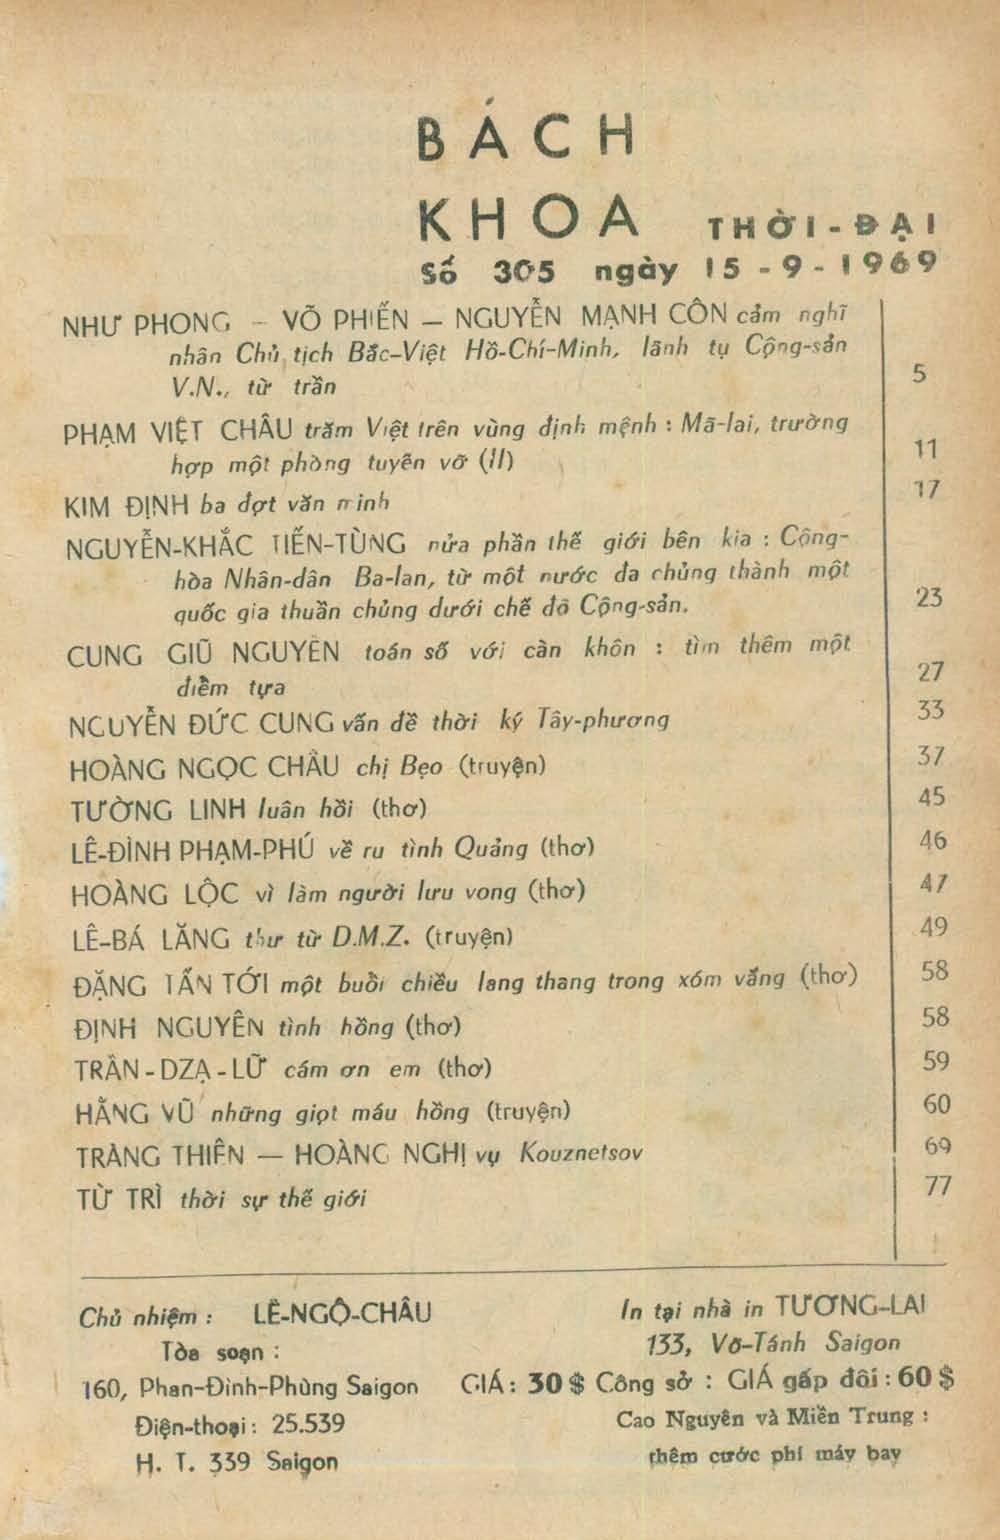 BÁCH
KHOA THỜI-ĐẠI
Số 305 ngày 15-9-1969
NHƯ PHONG – VÕ PHIẾN – NGUYỄN MẠNH CÔN cảm nghĩ
nhân Chủ tịch Bắc-Việt Hồ-Chí-Minh, lãnh tụ Cộng-sản
V.N., từ trần 5
PHẠM VIỆT CHÂU trăm Việt trên vùng định mệnh : Mã-lai, trường
hợp một phòng tuyến vỡ (II) 11
KIM ĐỊNH ba đợt văn minh 17
NGUYỄN-KHẮC TIẾN-TÙNG nửa phần thế giới bên kia : Cộng-
hòa Nhân-dân Ba-lan, từ một nước đa chủng thành một
quốc gia thuần chủng dưới chế độ Cộng-sản. 23
CUNG GIŨ NGUYÊN toán số với càn khôn : tìm thêm một
điểm tựa 27
NGUYỄN ĐỨC CUNG vấn đề thời ký Tây-phương 33
HOÀNG NGỌC CHÂU chị Bẹo (truyện) 37
TƯỜNG LINH luân hồi (thơ) 45
LÊ-ĐÌNH PHẠM-PHÚ về ru tình Quảng (thơ) 46
HOÀNG LỘC vì làm người lưu vong (thơ) 47
LÊ-BÁ LĂNG thư từ D.M.Z. (truyện) 49
ĐẶNG TẤN TỚI một buổi chiều lang thang trong xóm vắng (thơ) 58
ĐỊNH NGUYÊN tình hồng (thơ) 58
TRẦN-DZẠ-LỮ cám ơn em (thơ) 59
HẰNG VŨ những giọt máu hồng (truyện) 60
TRÀNG THIÊN — HOÀNG NGHỊ vụ Kouznetsov 69
TỪ TRÌ thời sự thế giới 77
Chủ nhiệm : LÊ-NGỘ-CHÂU
Tòa soạn :
160, Phan-Đình-Phùng Saigon
Điện-thoại : 25.539
H. T. 339 Saigon
In tại nhà in TƯƠNG-LAI
133, Võ-Tánh Saigon
GIÁ : 30 $ Công sở : GIÁ gấp đôi : 60 $
Cao Nguyên và Miền Trung :
thêm cước phí máy bay